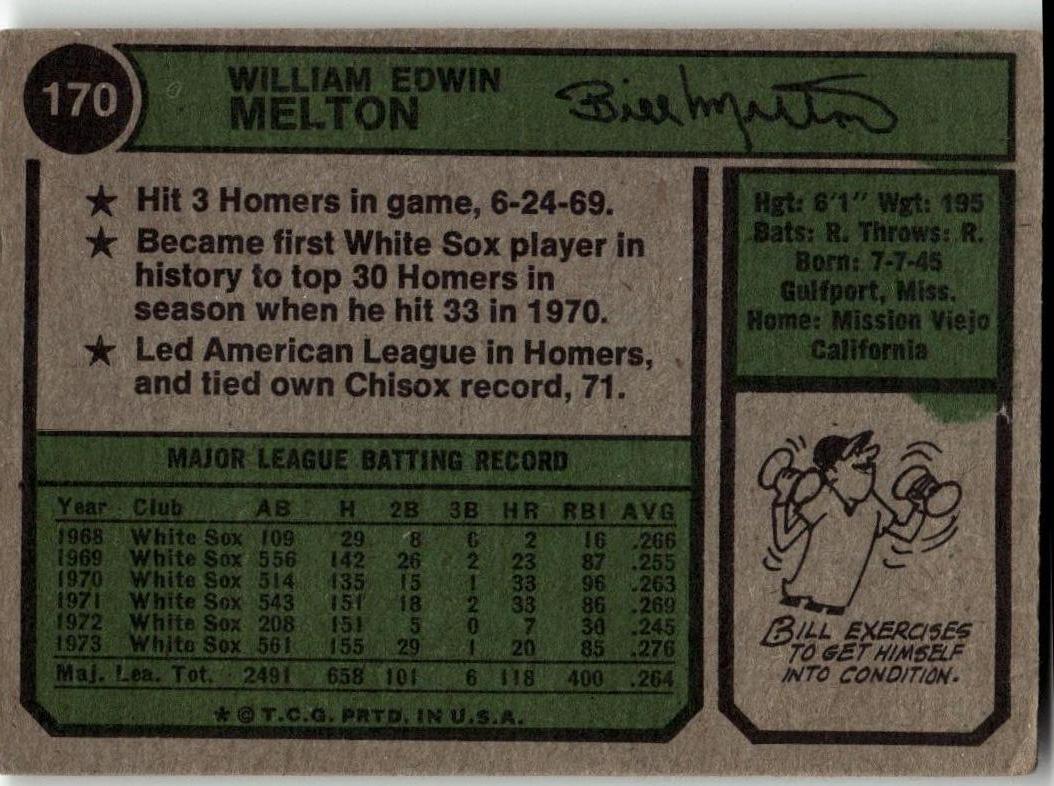 170
WILLIAM EDWIN
MELTON
Bill Melton
★ Hit 3 Homers in game, 6-24-69.
★ Became first White Sox player in
history to top 30 Homers in
season when he hit 33 in 1970.
★ Led American League in Homers,
and tied own Chisox record, 71.
Hgt: 6'1" Wgt: 195
Bats: R. Throws: R.
Born: 7-7-45
Gulfport, Miss.
Home: Mission Viejo
California
MAJOR LEAGUE BATTING RECORD
Year Club AB H 2B 3B HR RBI AVG
1968 White Sox 109 29 8 0 2 16 .266
1969 White Sox 556 142 26 2 23 87 .255
1970 White Sox 514 135 15 1 33 96 .263
1971 White Sox 543 151 18 2 33 86 .269
1972 White Sox 208 151 5 0 7 30 .245
1973 White Sox 561 155 29 1 20 85 .276
Maj. Lea. Tot. 2491 658 101 6 118 400 .264
★ © T.C.G. PRTD. IN U.S.A.
BILL EXERCISES
TO GET HIMSELF
INTO CONDITION.